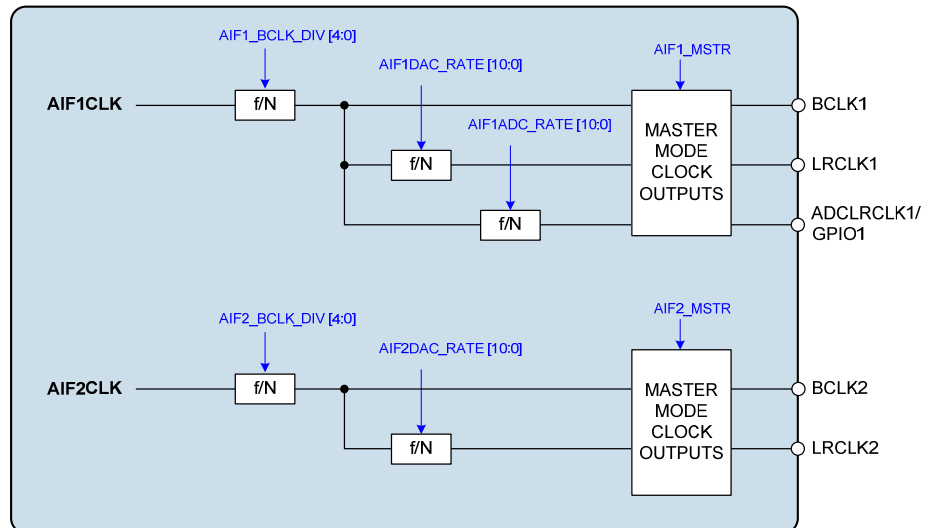 AIF1_BCLK_DIV [4:0]
AIF1DAC_RATE [10:0]
AIF1_MSTR
AIF1CLK
f/N
BCLK1
AIF1ADC_RATE [10:0]
MASTER
MODE
CLOCK
OUTPUTS
f/N
LRCLK1
f/N
ADCLRCLK1/
GPIO1
AIF2_BCLK_DIV [4:0]
AIF2DAC_RATE [10:0]
AIF2_MSTR
AIF2CLK
f/N
BCLK2
MASTER
MODE
CLOCK
OUTPUTS
f/N
LRCLK2